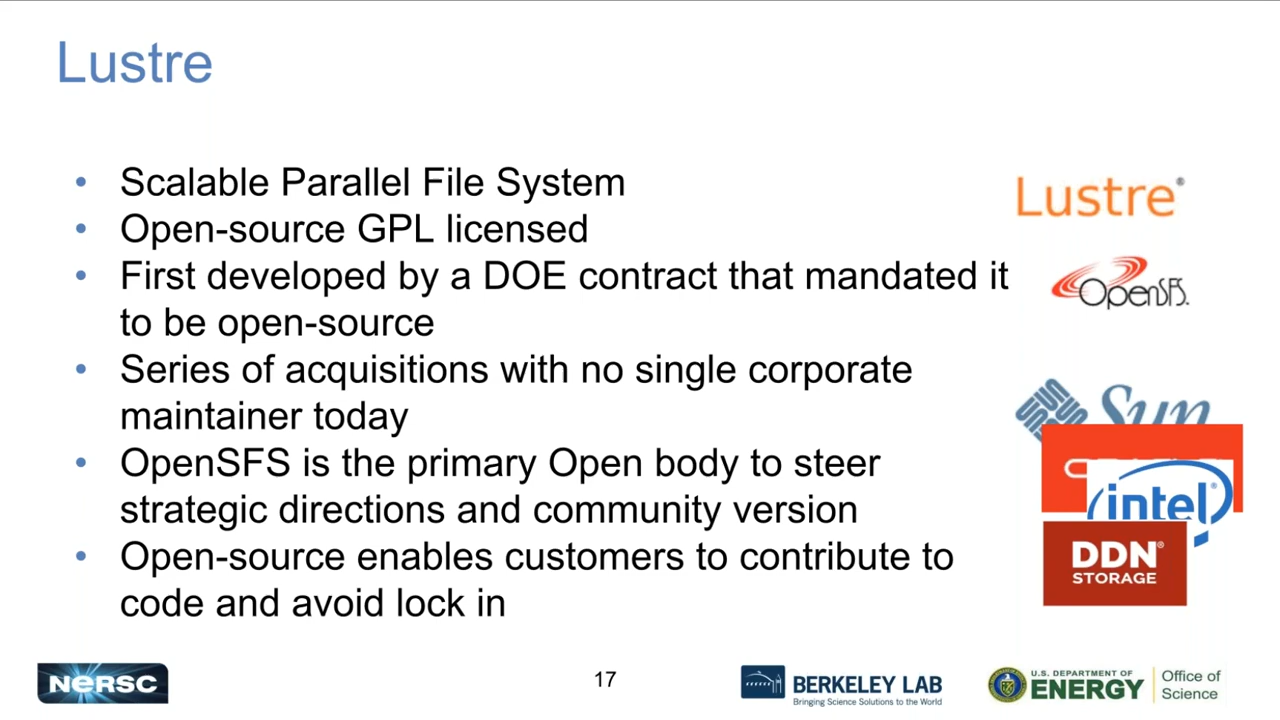 Lustre
• Scalable Parallel File System
• Open-source GPL licensed
• First developed by a DOE contract that mandated it
to be open-source
• Series of acquisitions with no single corporate
maintainer today
• OpenSFS is the primary Open body to steer
strategic directions and community version
• Open-source enables customers to contribute to
code and avoid lock in
Lustre®
OpenSFS.
Sun
intel®
DDN®
STORAGE
NERSC
17
BERKELEY LAB
Bringing Science Solutions to the World
U.S. DEPARTMENT OF
ENERGY
Office of
Science